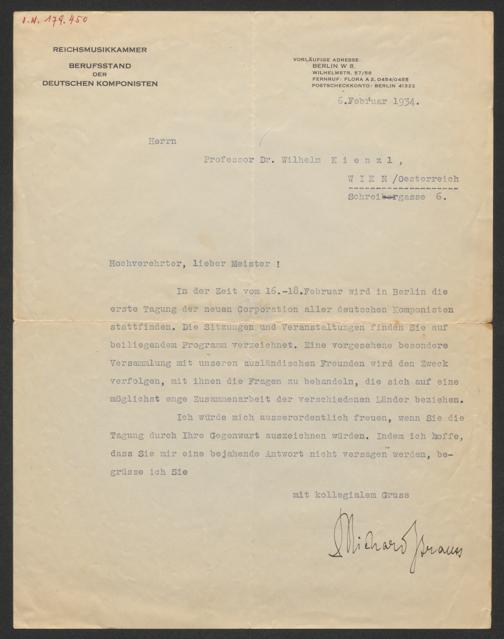 I.N. 179.450
REICHSMUSIKKAMMER
BERUFSSTAND
DER
DEUTSCHEN KOMPONISTEN
VORLÄUFIGE ADRESSE:
BERLIN W 8,
WILHELMSTR. 57/58
FERNRUF: FLORA A 2, 0454/0455
POSTSCHECKKONTO: BERLIN 41322
6.Februar 1934.
Herrn
Professor Dr. Wilhelm Kienzl,
WIEN/Oesterreich
Schreibergasse 6.
Hochverehrter, lieber Meister !
In der Zeit vom 16.-18.Februar wird in Berlin die
erste Tagung der neuen Corporation aller deutschen Komponisten
stattfinden. Die Sitzungen und Veranstaltungen finden Sie auf
beiliegendem Programm verzeichnet. Eine vorgesehene besondere
Versammlung mit unseren ausländischen Freunden wird den Zweck
verfolgen, mit ihnen die Fragen zu behandeln, die sich auf eine
möglichst enge Zusammenarbeit der verschiedenen Länder beziehen.
Ich würde mich ausserordentlich freuen, wenn Sie die
Tagung durch Ihre Gegenwart auszeichnen würden. Indem ich hoffe,
dass Sie mir eine bejahende Antwort nicht versagen werden, be-
grüsse ich Sie
mit kollegialem Gruss
Richard Strauss